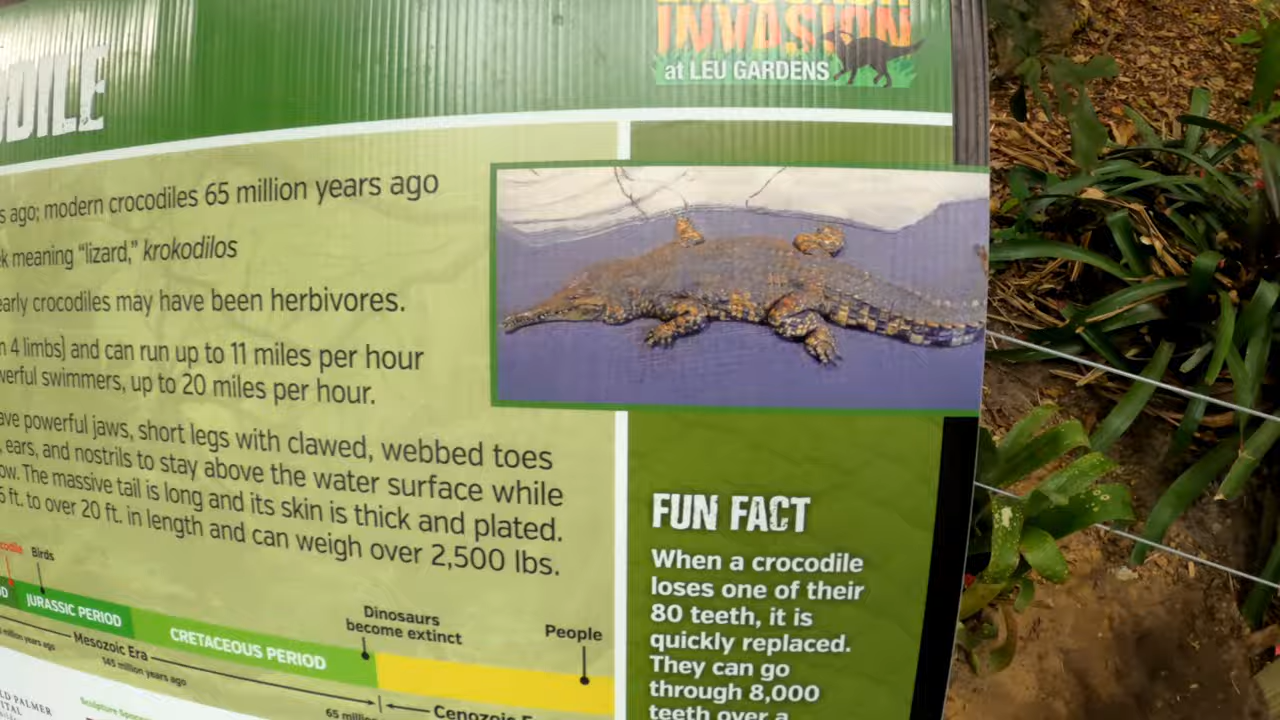 INVASION
at LEU GARDENS
ago; modern crocodiles 65 million years ago
meaning “lizard,” krokodilos
early crocodiles may have been herbivores.
4 limbs) and can run up to 11 miles per hour
swimmers, up to 20 miles per hour.
powerful jaws, short legs with clawed, webbed toes
ears, and nostrils to stay above the water surface while
The massive tail is long and its skin is thick and plated.
ft. to over 20 ft. in length and can weigh over 2,500 lbs.
FUN FACT
When a crocodile
loses one of their
80 teeth, it is
quickly replaced.
They can go
through 8,000
teeth over a
Birds
JURASSIC PERIOD
CRETACEOUS PERIOD
Dinosaurs
become extinct
People
million years ago
Mesozoic Era
145 million years ago
65
Cenozoic
PALMER